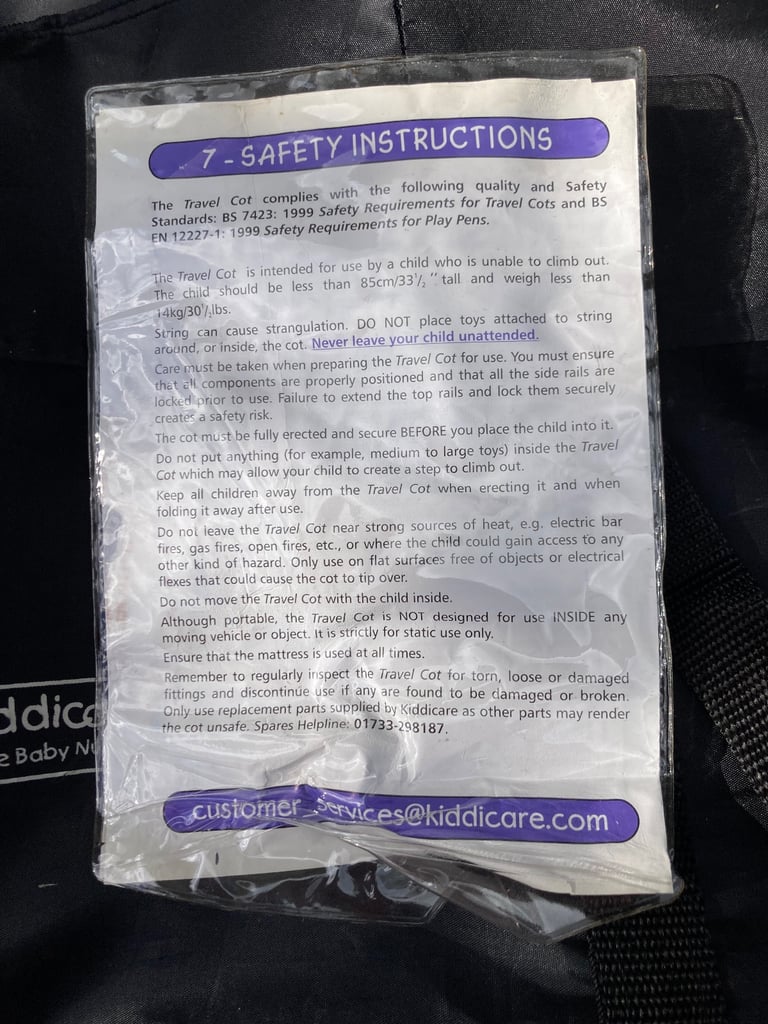 7 - SAFETY INSTRUCTIONS
The Travel Cot complies with the following quality and Safety
Standards: BS 7423: 1999 Safety Requirements for Travel Cots and BS
EN 12227-1: 1999 Safety Requirements for Play Pens.
The Travel Cot is intended for use by a child who is unable to climb out.
The child should be less than 85cm/33½" tall and weigh less than
14kg/30½lbs.
String can cause strangulation. DO NOT place toys attached to string
around, or inside, the cot. Never leave your child unattended.
Care must be taken when preparing the Travel Cot for use. You must ensure
that all components are properly positioned and that all the side rails are
locked prior to use. Failure to extend the top rails and lock them securely
creates a safety risk.
The cot must be fully erected and secure BEFORE you place the child into it.
Do not put anything (for example, medium to large toys) inside the Travel
Cot which may allow your child to create a step to climb out.
Keep all children away from the Travel Cot when erecting it and when
folding it away after use.
Do not leave the Travel Cot near strong sources of heat, e.g. electric bar
fires, gas fires, open fires, etc., or where the child could gain access to any
other kind of hazard. Only use on flat surfaces free of objects or electrical
flexes that could cause the cot to tip over.
Do not move the Travel Cot with the child inside.
Although portable, the Travel Cot is NOT designed for use INSIDE any
moving vehicle or object. It is strictly for static use only.
Ensure that the mattress is used at all times.
Remember to regularly inspect the Travel Cot for torn, loose or damaged
fittings and discontinue use if any are found to be damaged or broken.
Only use replacement parts supplied by Kiddicare as other parts may render
the cot unsafe. Spares Helpline: 01733-298187.
customer_services@kiddicare.com
ddica
e Baby Nu